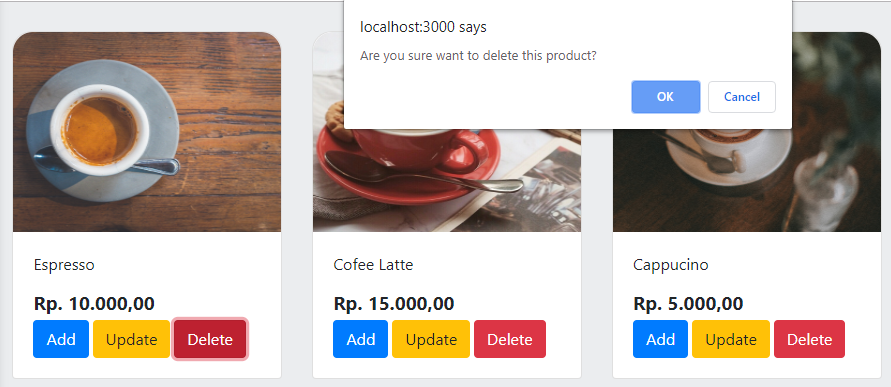 localhost:3000 says
Are you sure want to delete this product?
OK Cancel
Espresso
Rp. 10.000,00
Add Update Delete
Cofee Latte
Rp. 15.000,00
Add Update Delete
Cappucino
Rp. 5.000,00
Add Update Delete